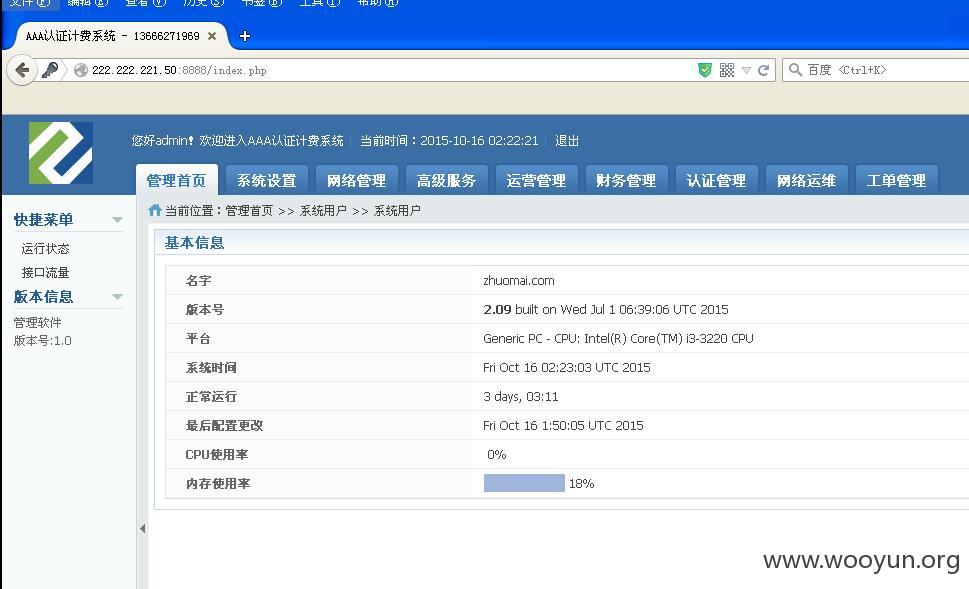 文件(F) 编辑(E) 查看(V) 历史(S) 书签(B) 工具(T) 帮助(H)
AAA认证计费系统 - 13666271969
222.222.221.50:8888/index.php
百度 <Ctrl+K>
您好admin! 欢迎进入AAA认证计费系统 | 当前时间：2015-10-16 02:22:21 | 退出
管理首页 系统设置 网络管理 高级服务 运营管理 财务管理 认证管理 网络运维 工单管理
快捷菜单
运行状态
接口流量
版本信息
管理软件
版本号:1.0
当前位置：管理首页 >> 系统用户 >> 系统用户
基本信息
名字 zhuomai.com
版本号 2.09 built on Wed Jul 1 06:39:06 UTC 2015
平台 Generic PC - CPU: Intel(R) Core(TM) i3-3220 CPU
系统时间 Fri Oct 16 02:23:03 UTC 2015
正常运行 3 days, 03:11
最后配置更改 Fri Oct 16 1:50:05 UTC 2015
CPU使用率 0%
内存使用率 18%
www.wooyun.org